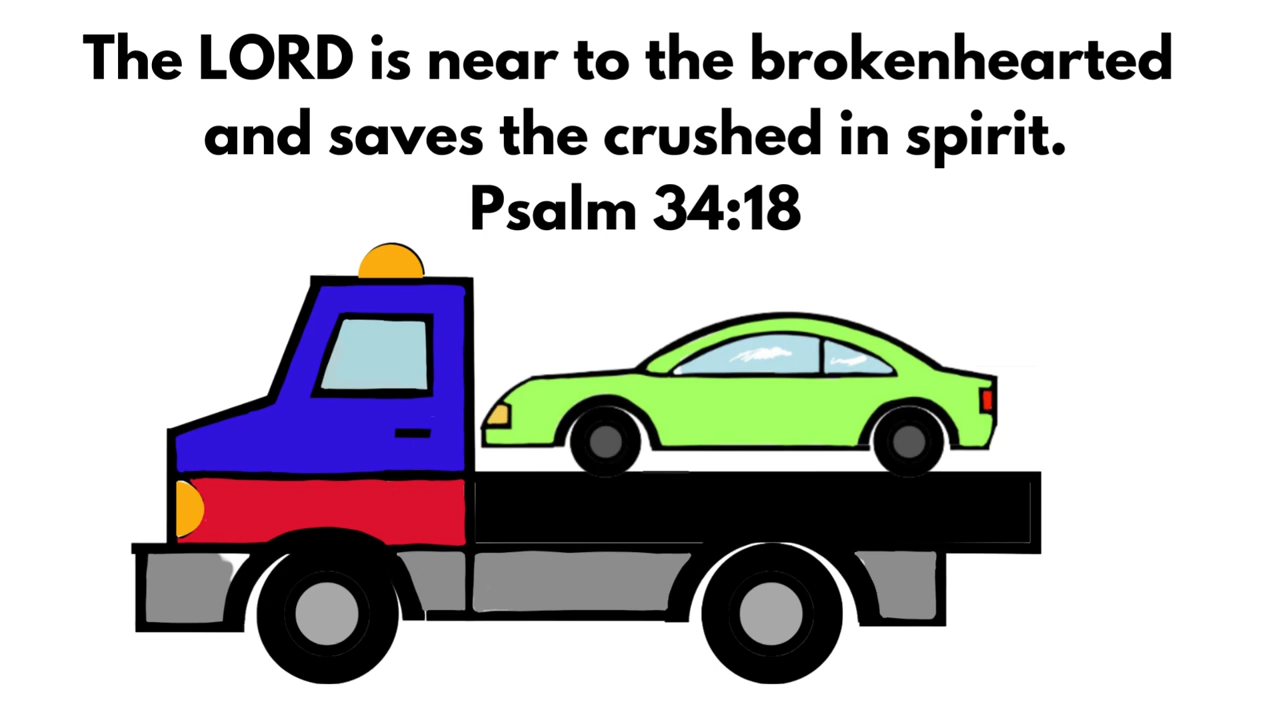 The LORD is near to the brokenhearted
and saves the crushed in spirit.
Psalm 34:18